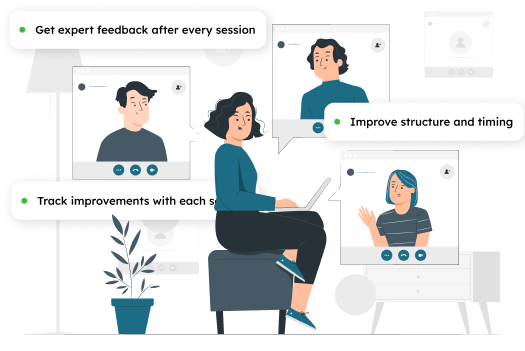 Get expert feedback after every session
Improve structure and timing
Track improvements with each